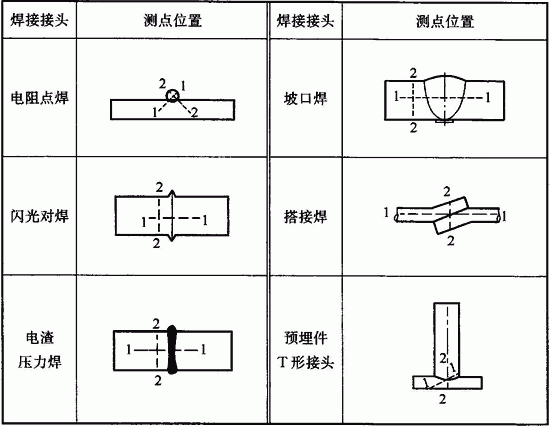 焊接接头 测点位置 焊接接头 测点位置
电阻点焊 2 1 1 2
坡口焊 2 1 1 2
闪光对焊 2 1 1 2
搭接焊 1 2 2 1
电渣
压力焊 2 1 1 2
预埋件
T形接头 2 1 1 2